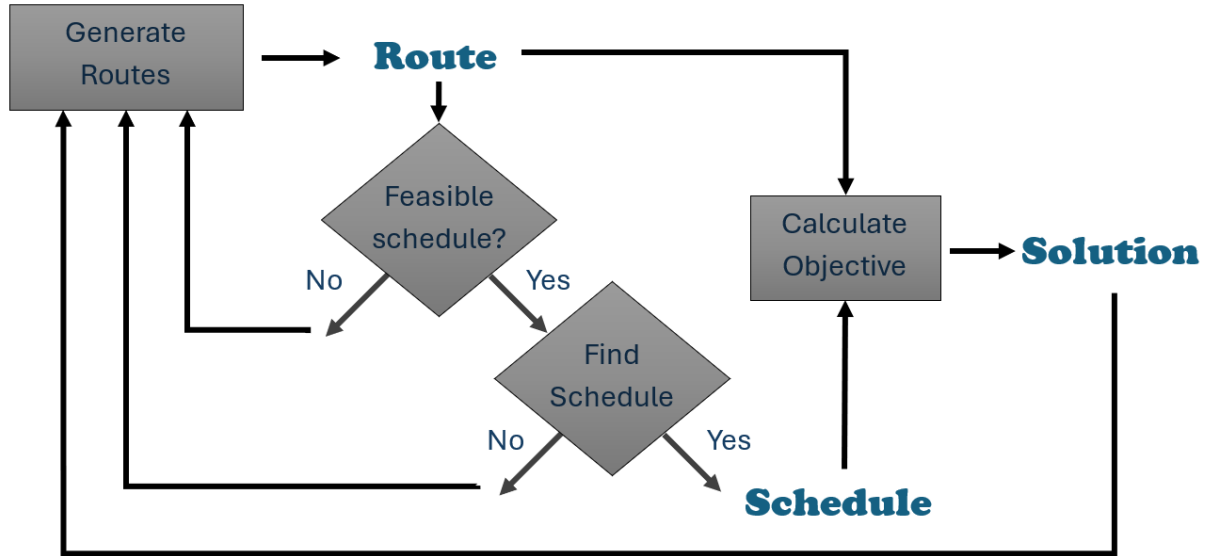 Generate
Routes
Route
Feasible
schedule?
No
Yes
Calculate
Objective
Solution
Find
Schedule
No
Yes
Schedule